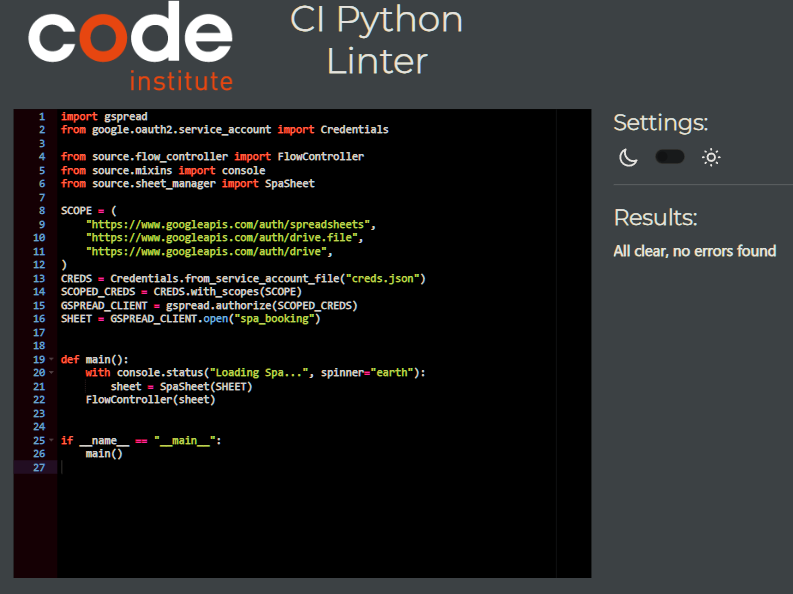 code
institute
CI Python
Linter
1 import gspread
2 from google.oauth2.service_account import Credentials
3
4 from source.flow_controller import FlowController
5 from source.mixins import console
6 from source.sheet_manager import SpaSheet
7
8 SCOPE = (
9     "https://www.googleapis.com/auth/spreadsheets",
10     "https://www.googleapis.com/auth/drive.file",
11     "https://www.googleapis.com/auth/drive",
12 )
13 CREDS = Credentials.from_service_account_file("creds.json")
14 SCOPED_CREDS = CREDS.with_scopes(SCOPE)
15 GSPREAD_CLIENT = gspread.authorize(SCOPED_CREDS)
16 SHEET = GSPREAD_CLIENT.open("spa_booking")
17
18
19 def main():
20     with console.status("Loading Spa...", spinner="earth"):
21         sheet = SpaSheet(SHEET)
22     FlowController(sheet)
23
24
25 if __name__ == "__main__":
26     main()
27
Settings:
Results:
All clear, no errors found